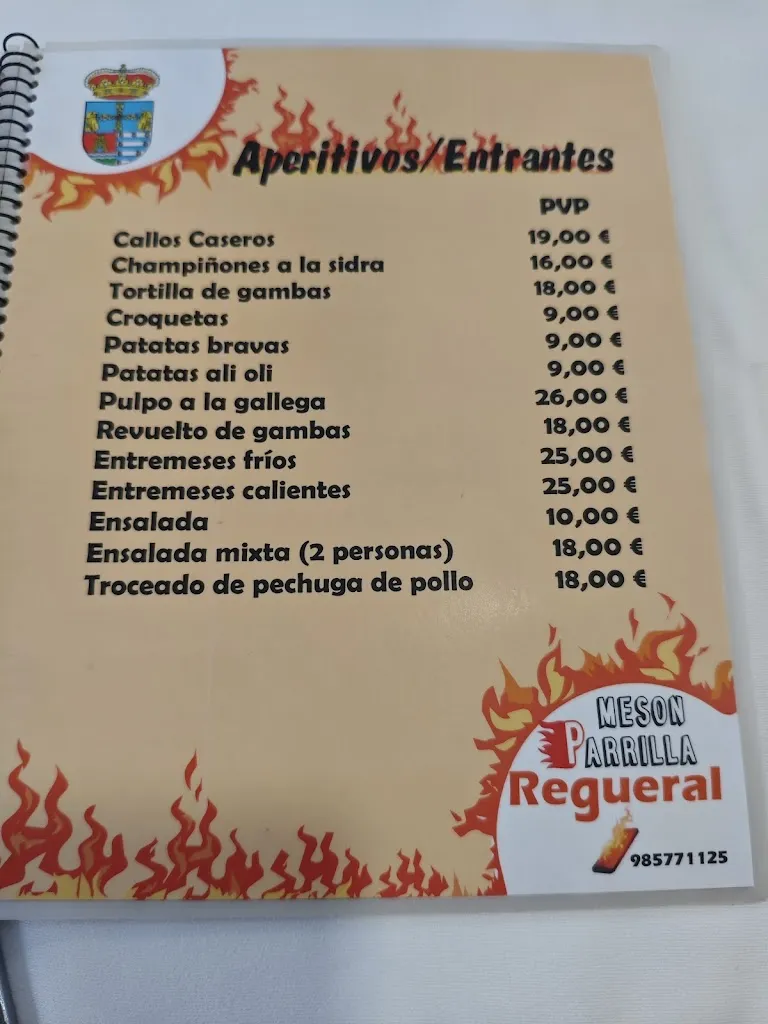 Aperitivos/Entrantes
PVP
Callos Caseros 19,00 €
Champiñones a la sidra 16,00 €
Tortilla de gambas 18,00 €
Croquetas 9,00 €
Patatas bravas 9,00 €
Patatas ali oli 9,00 €
Pulpo a la gallega 26,00 €
Revuelto de gambas 18,00 €
Entremeses fríos 25,00 €
Entremeses calientes 25,00 €
Ensalada 10,00 €
Ensalada mixta (2 personas) 18,00 €
Troceado de pechuga de pollo 18,00 €
MESON
PARRILLA
Regueral
985771125